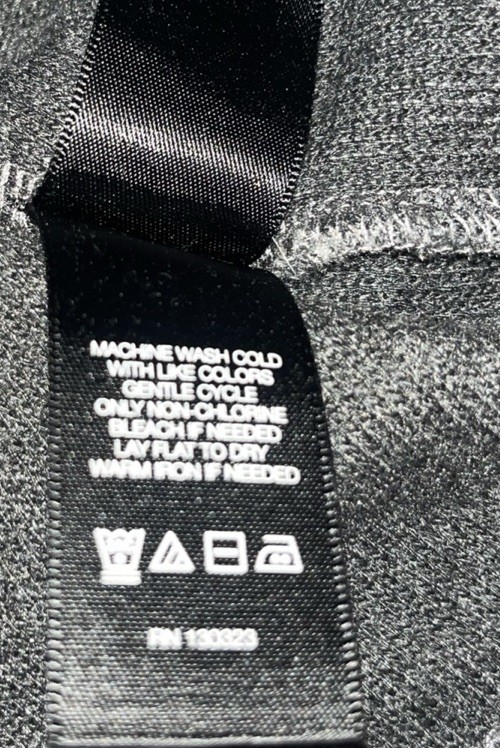 MACHINE WASH COLD
WITH LIKE COLORS
GENTLE CYCLE
ONLY NON-CHLORINE
BLEACH IF NEEDED
LAY FLAT TO DRY
WARM IRON IF NEEDED
RN 130323